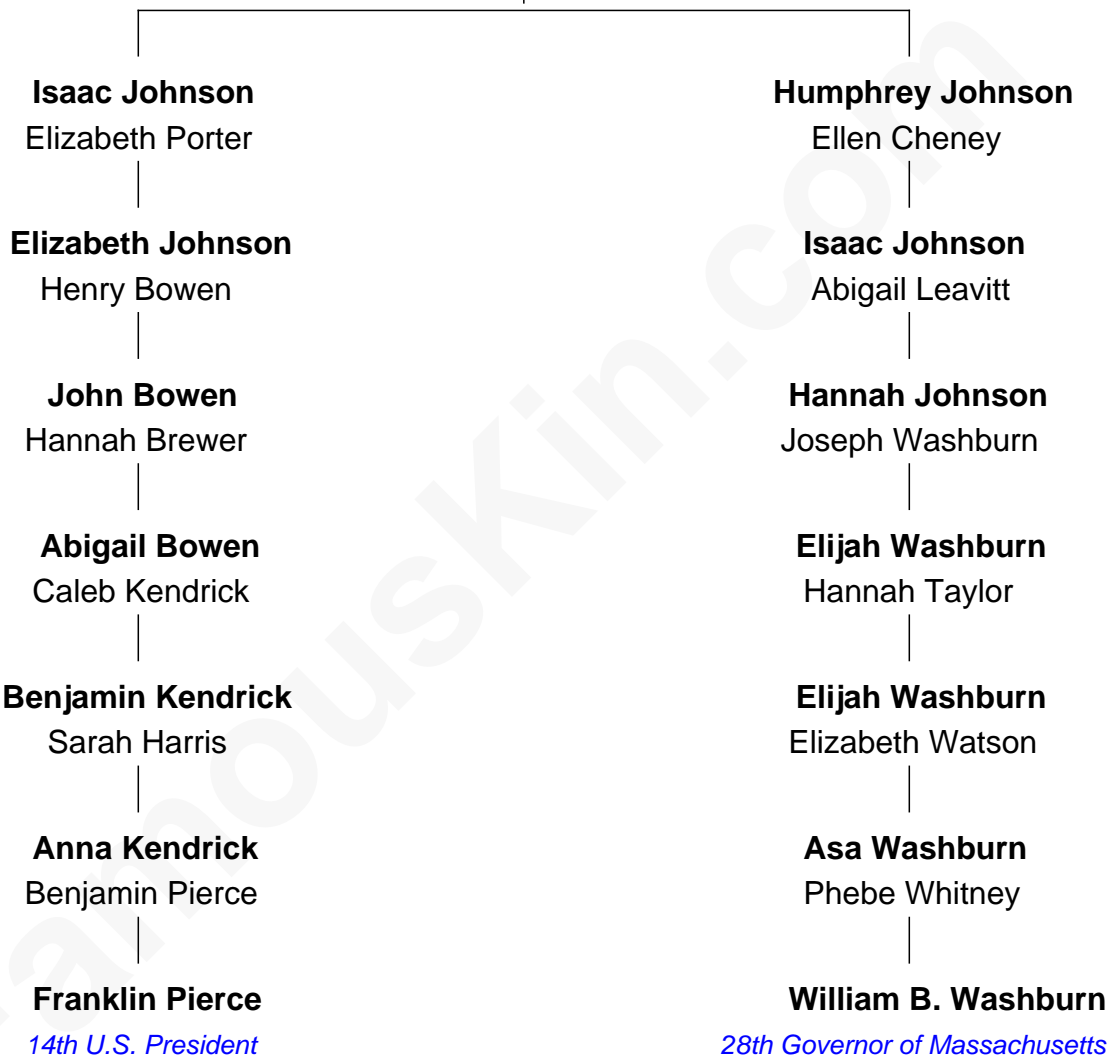 Isaac Johnson
Elizabeth Porter
Elizabeth Johnson
Henry Bowen
John Bowen
Hannah Brewer
Abigail Bowen
Caleb Kendrick
Benjamin Kendrick
Sarah Harris
Anna Kendrick
Benjamin Pierce
Franklin Pierce
14th U.S. President
Humphrey Johnson
Ellen Cheney
Isaac Johnson
Abigail Leavitt
Hannah Johnson
Joseph Washburn
Elijah Washburn
Hannah Taylor
Elijah Washburn
Elizabeth Watson
Asa Washburn
Phebe Whitney
William B. Washburn
28th Governor of Massachusetts
amouskin.com